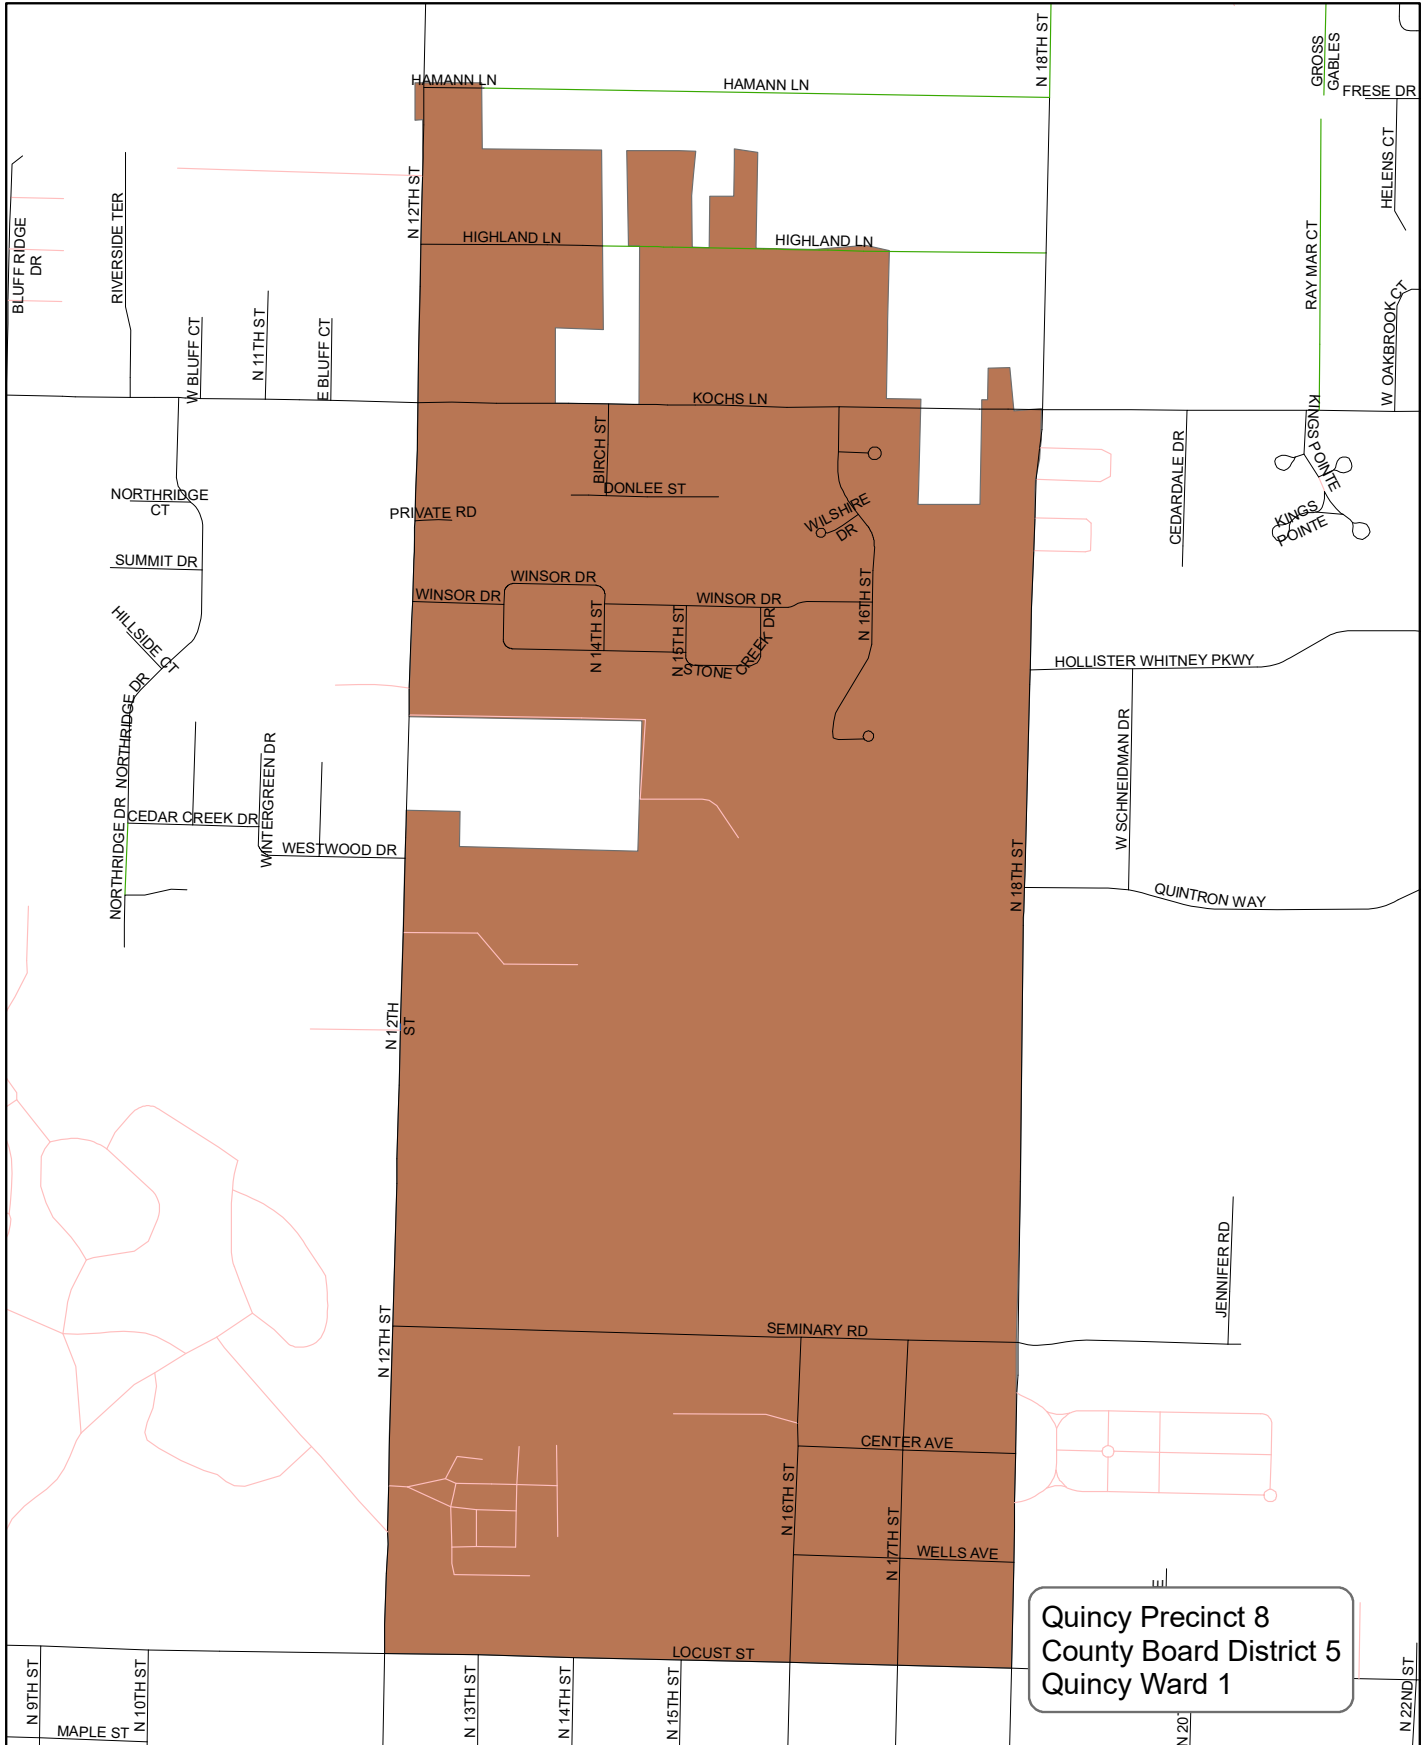 HAMANN LN
HAMANN LN
N 18TH ST
GROSS
GABLES
FRESE DR
HELENS CT
N 12TH ST
RIVERSIDE TER
BLUFF RIDGE
DR
HIGHLAND LN
HIGHLAND LN
RAY MAR CT
W OAKBROOK CT
W BLUFF CT
N 11TH ST
E BLUFF CT
KOCHS LN
KINGS POINTE
KINGS
POINTE
BIRCH ST
DONLEE ST
CEDARDALE DR
NORTHRIDGE
CT
PRIVATE RD
WILSHIRE
DR
SUMMIT DR
WINSOR DR
WINSOR DR
WINSOR DR
N 14TH ST
N 15TH ST
STONE CREEK DR
N 16TH ST
HILLSIDE CT
HOLLISTER WHITNEY PKWY
NORTHRIDGE DR
NORTHRIDGE DR
NORTHRIDGE DR
WINTERGREEN DR
W SCHNEIDMAN DR
CEDAR CREEK DR
WESTWOOD DR
N 18TH ST
QUINTRON WAY
N 12TH
ST
JENNIFER RD
N 12TH ST
SEMINARY RD
CENTER AVE
N 16TH ST
N 17TH ST
WELLS AVE
E
Quincy Precinct 8
County Board District 5
Quincy Ward 1
LOCUST ST
N 9TH ST
N 10TH ST
N 13TH ST
N 14TH ST
N 15TH ST
N 20
N 22ND ST
MAPLE ST